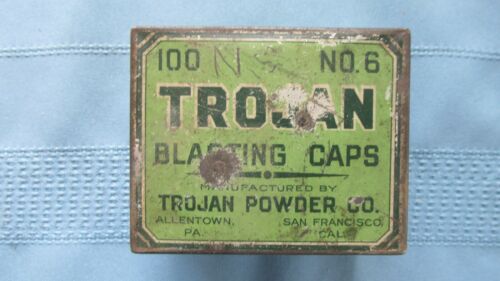 100 NO. 6
TROJAN
BLASTING CAPS
MANUFACTURED BY
TROJAN POWDER CO.
ALLENTOWN, SAN FRANCISCO,
PA. CAL.